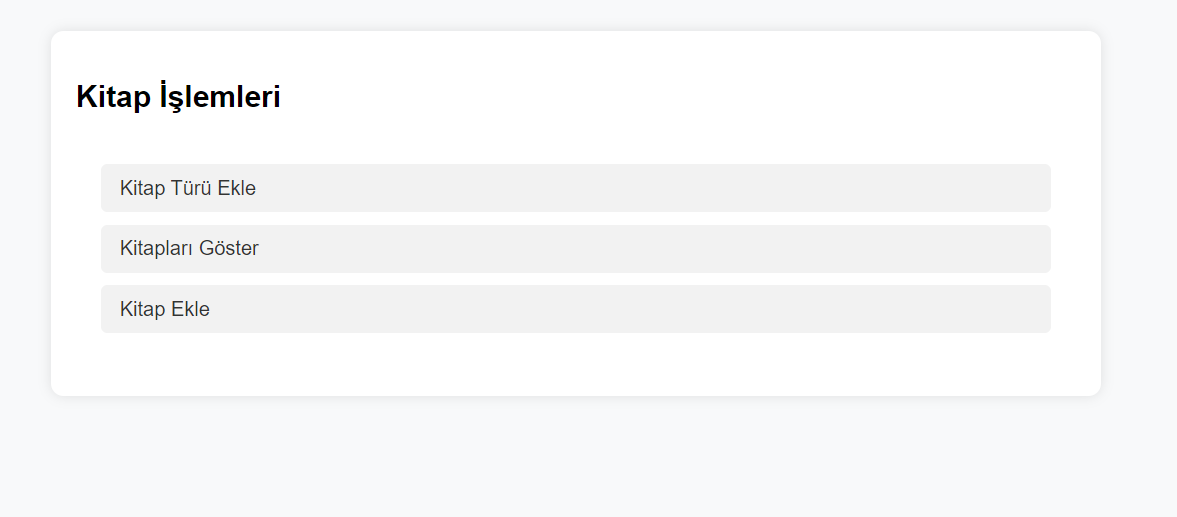 Kitap İşlemleri
Kitap Türü Ekle
Kitapları Göster
Kitap Ekle